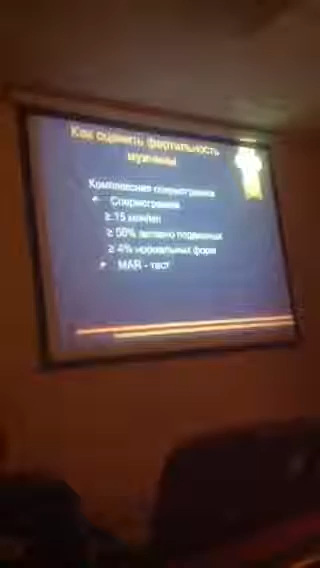 Как оценить фертильность
мужчины
Комплексная спермограмма
Спермограмма
≥ 15 млн/мл
≥ 50% активно подвижных
≥ 4% нормальных форм
MAR - тест